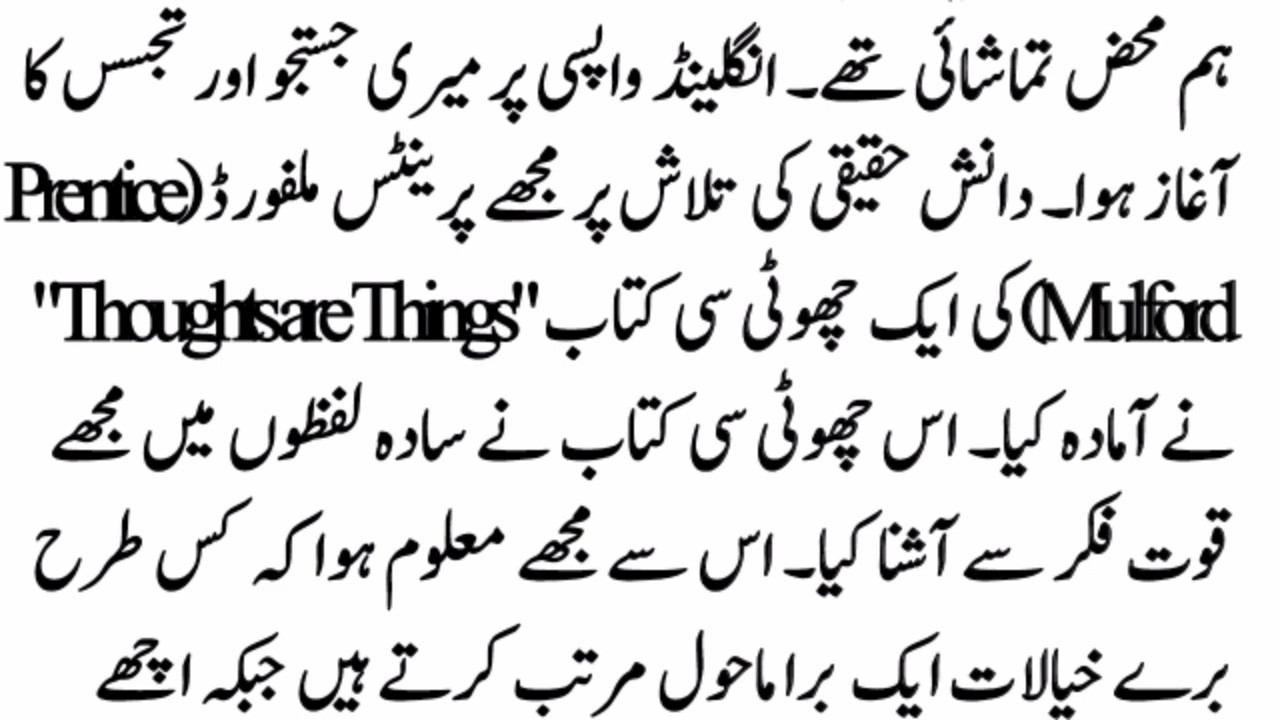 ہم محض تماشائی تھے۔ انگلینڈ واپسی پر میری جستجو اور تجسس کا
آغاز ہوا۔ دانش حقیقی کی تلاش پر مجھے پرینٹس ملفورڈ (Prentice
Mulford) کی ایک چھوٹی سی کتاب "Thoughts are Things"
نے آمادہ کیا۔ اس چھوٹی سی کتاب نے سادہ لفظوں میں مجھے
قوت فکر سے آشنا کیا۔ اس سے مجھے معلوم ہوا کہ کس طرح
برے خیالات ایک برا ماحول مرتب کرتے ہیں جبکہ اچھے